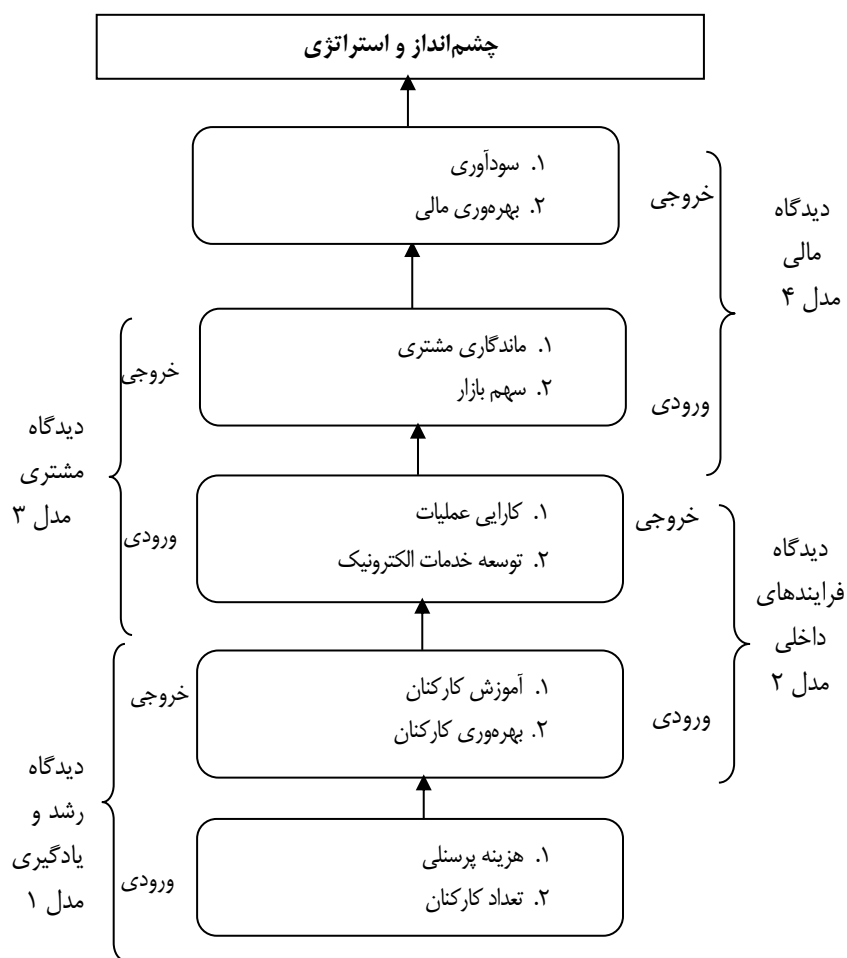 چشم‌انداز و استراتژی
۱. سودآوری
۲. بهره‌وری مالی
خروجی
دیدگاه
مالی
مدل ۴
۱. ماندگاری مشتری
۲. سهم بازار
خروجی
ورودی
دیدگاه
مشتری
مدل ۳
۱. کارایی عملیات
۲. توسعه خدمات الکترونیک
خروجی
ورودی
دیدگاه
فرایندهای
داخلی
مدل ۲
۱. آموزش کارکنان
۲. بهره‌وری کارکنان
خروجی
ورودی
دیدگاه
رشد و
یادگیری
مدل ۱
۱. هزینه پرسنلی
۲. تعداد کارکنان
ورودی